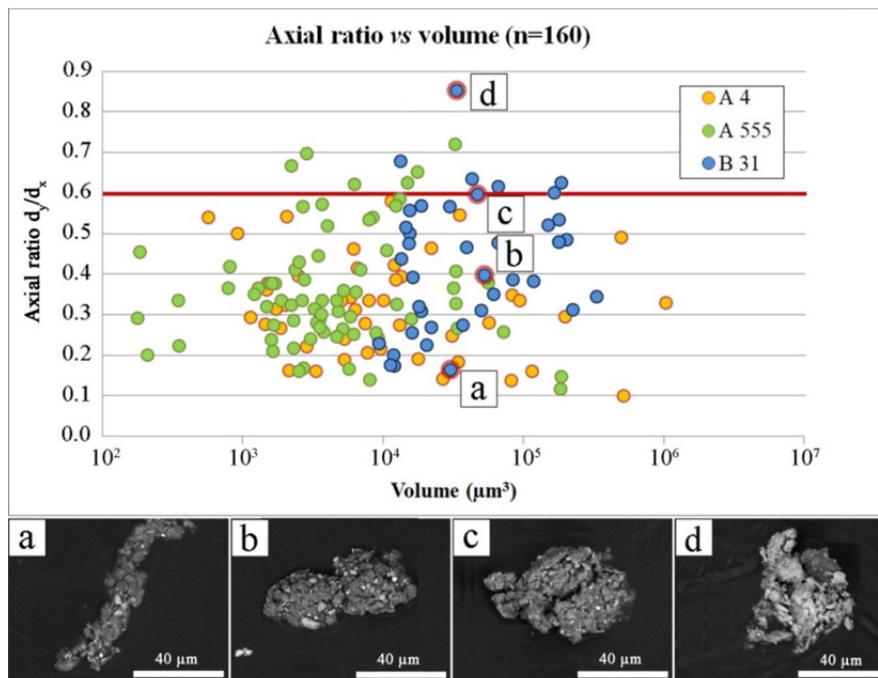 Axial ratio vs volume (n=160)
0.9
0.8
0.7
0.6
0.5
0.4
0.3
0.2
0.1
0.0
Axial ratio dy/dx
d
c
b
a
A 4
A 555
B 31
10² 10³ 10⁴ 10⁵ 10⁶ 10⁷
Volume (µm³)
a b c d
40 µm 40 µm 40 µm 40 µm